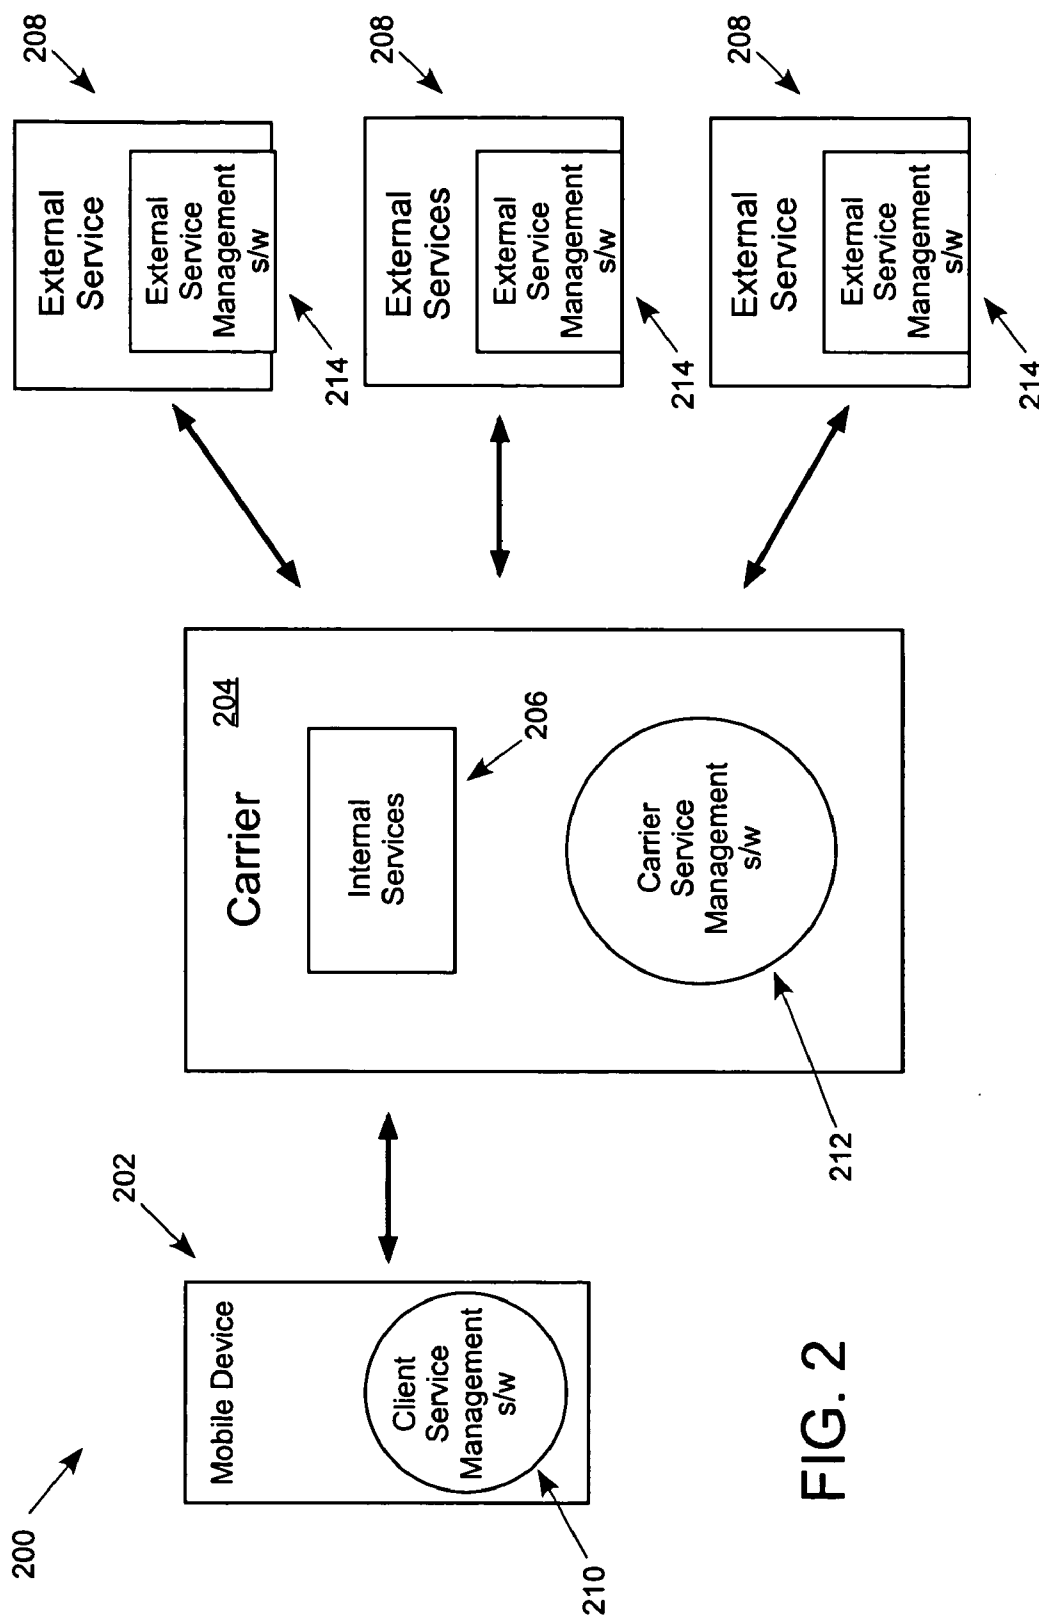 200
202
Mobile Device
Client
Service
Management
s/w
210
Carrier
204
Internal
Services
206
Carrier
Service
Management
s/w
212
208
External
Service
External
Service
Management
s/w
214
208
External
Services
External
Service
Management
s/w
214
208
External
Service
External
Service
Management
s/w
214
FIG. 2